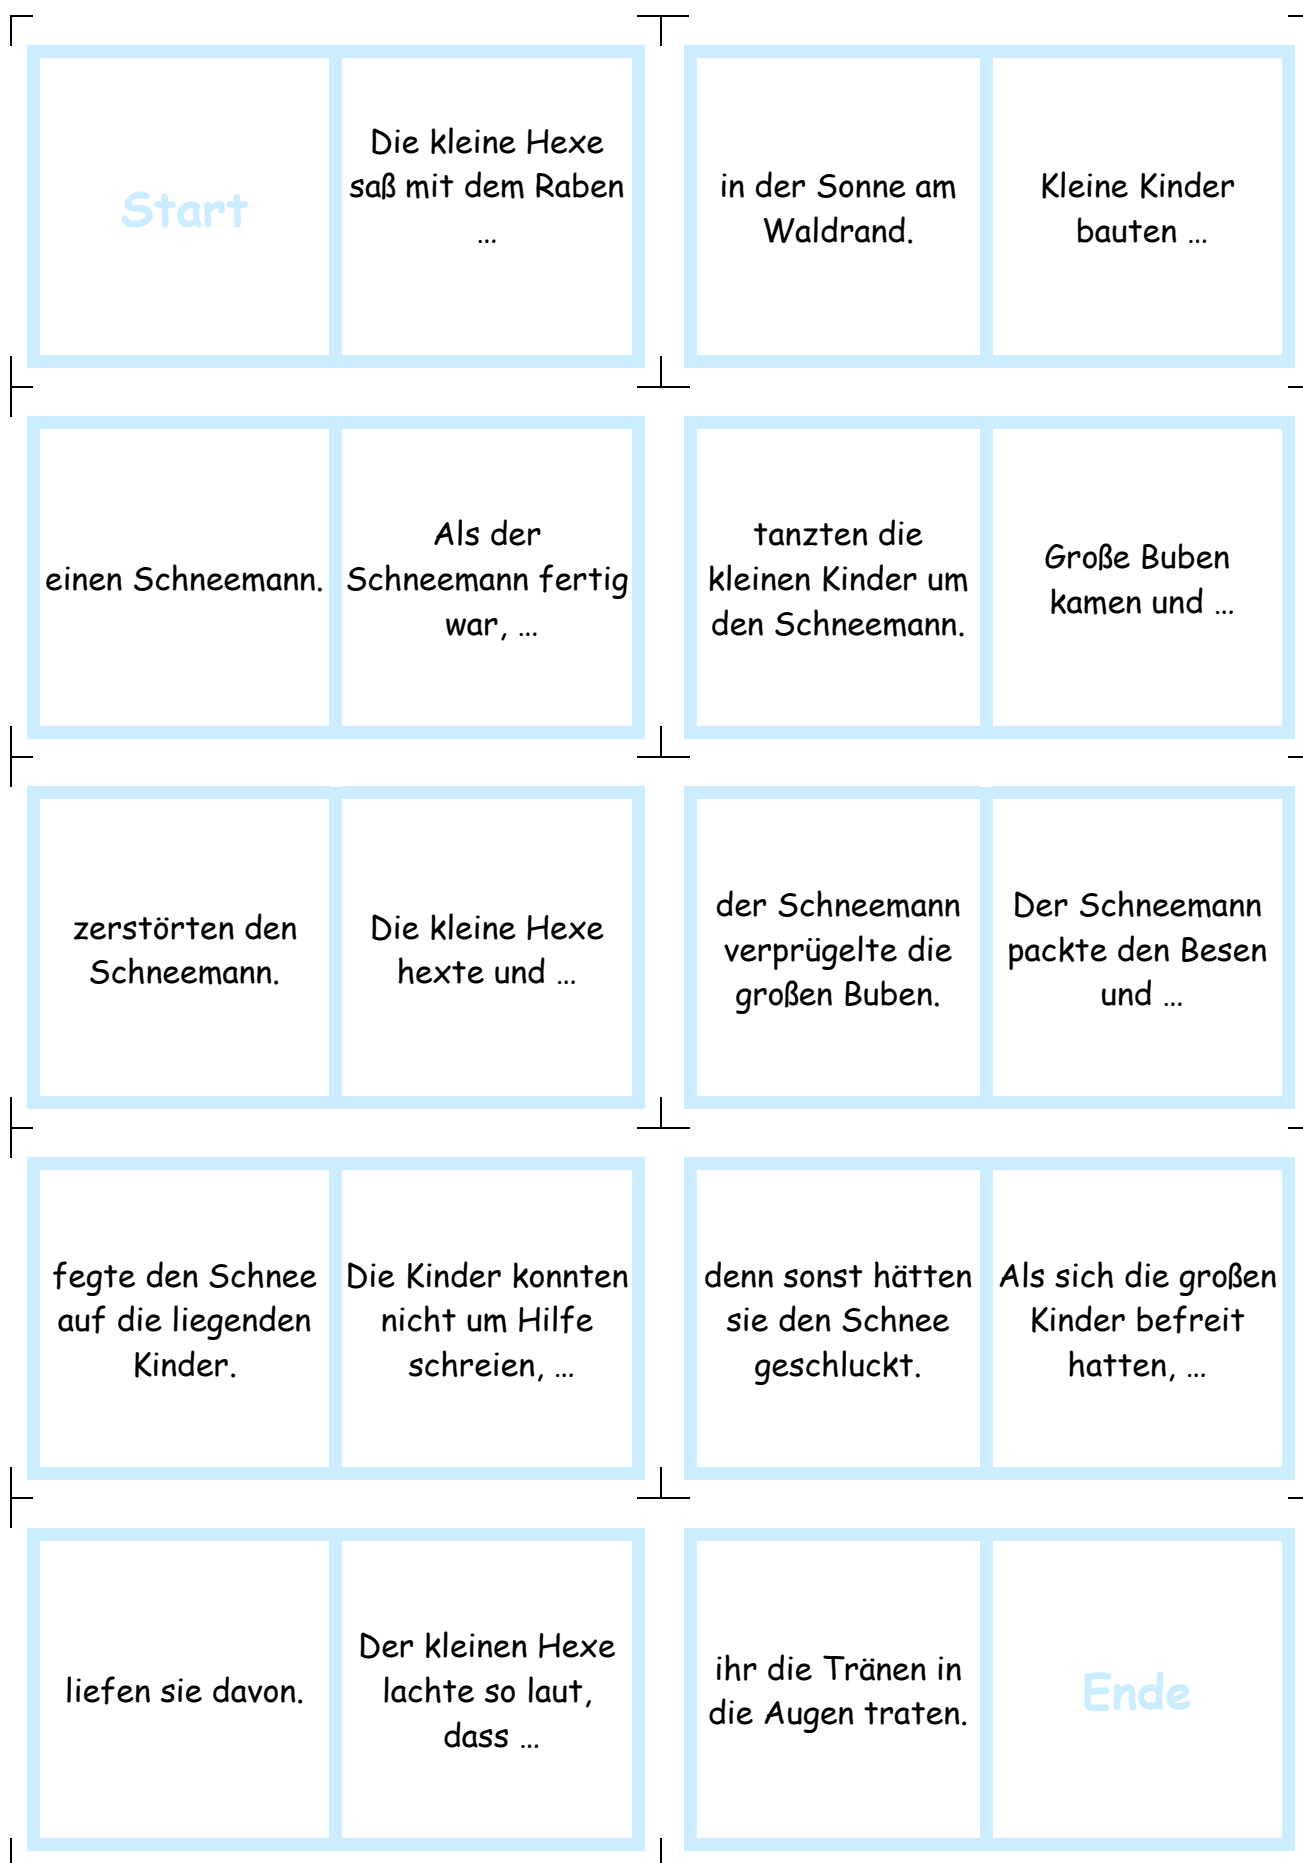 Start
Die kleine Hexe
saß mit dem Raben
…
in der Sonne am
Waldrand.
Kleine Kinder
bauten …
einen Schneemann.
Als der
Schneemann fertig
war, …
tanzten die
kleinen Kinder um
den Schneemann.
Große Buben
kamen und …
zerstörten den
Schneemann.
Die kleine Hexe
hexte und …
der Schneemann
verprügelte die
großen Buben.
Der Schneemann
packte den Besen
und …
fegte den Schnee
auf die liegenden
Kinder.
Die Kinder konnten
nicht um Hilfe
schreien, …
denn sonst hätten
sie den Schnee
geschluckt.
Als sich die großen
Kinder befreit
hatten, …
liefen sie davon.
Der kleinen Hexe
lachte so laut,
dass …
ihr die Tränen in
die Augen traten.
Ende